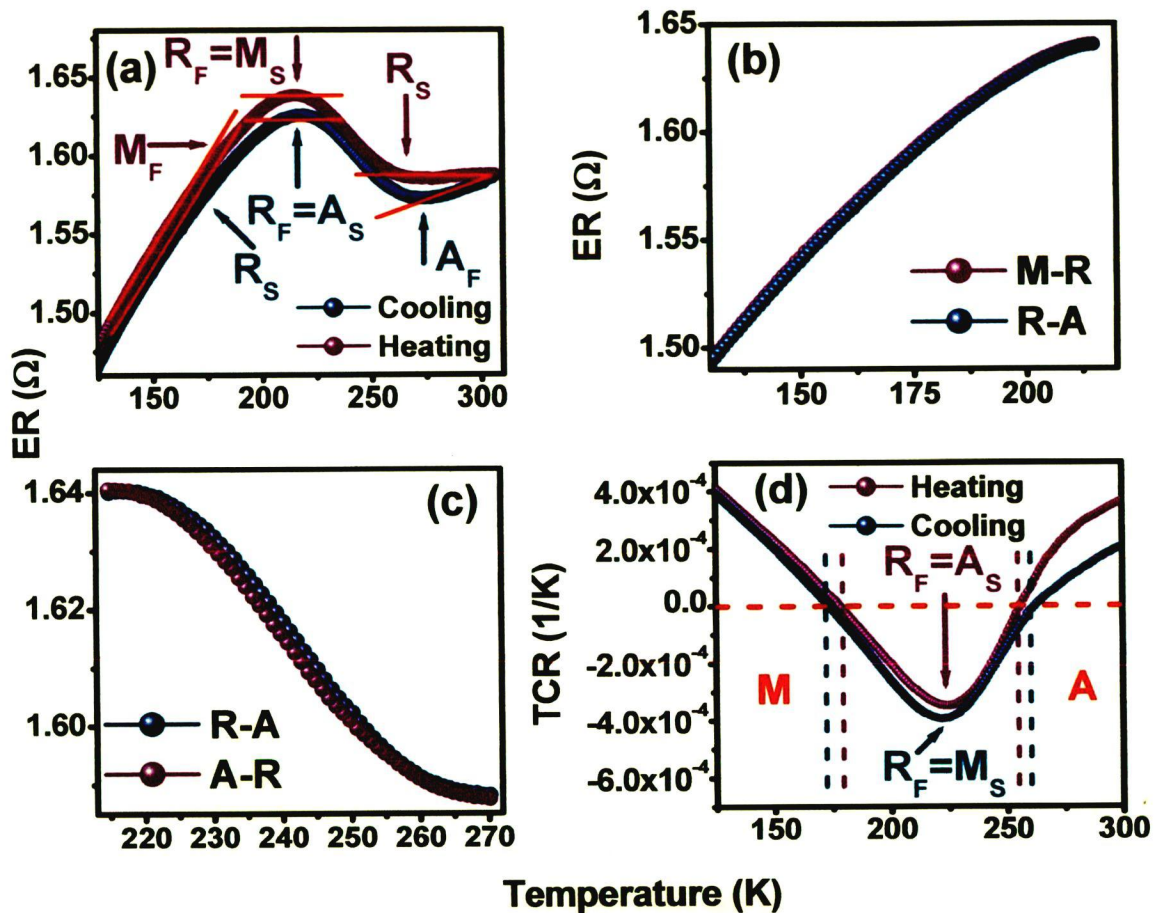 (a)
R_F=M_S
R_S
M_F
R_F=A_S
R_S
A_F
Cooling
Heating
1.65
1.60
1.55
1.50
150 200 250 300
ER (Ω)
(b)
1.65
1.60
1.55
1.50
ER (Ω)
M-R
R-A
150 175 200
(c)
1.64
1.62
1.60
R-A
A-R
220 230 240 250 260 270
(d)
4.0x10⁻⁴
2.0x10⁻⁴
0.0
-2.0x10⁻⁴
-4.0x10⁻⁴
-6.0x10⁻⁴
TCR (1/K)
Heating
Cooling
R_F=A_S
M
A
R_F=M_S
150 200 250 300
Temperature (K)